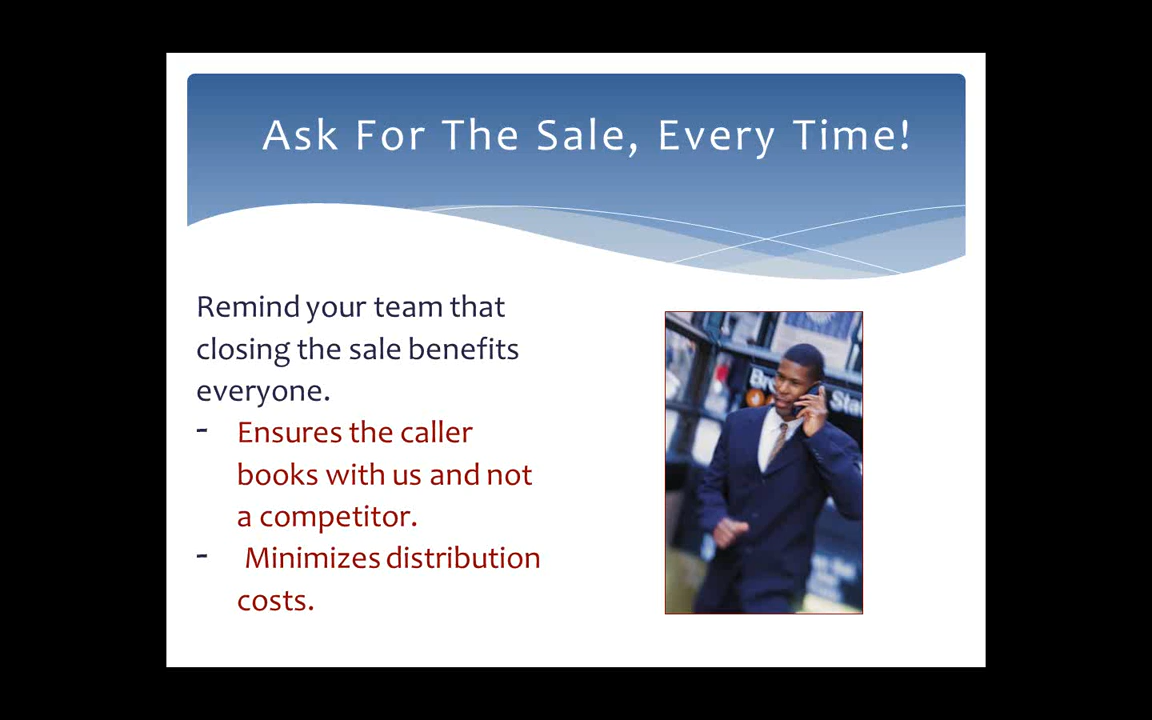 Ask For The Sale, Every Time!
Remind your team that
closing the sale benefits
everyone.
- Ensures the caller
books with us and not
a competitor.
- Minimizes distribution
costs.